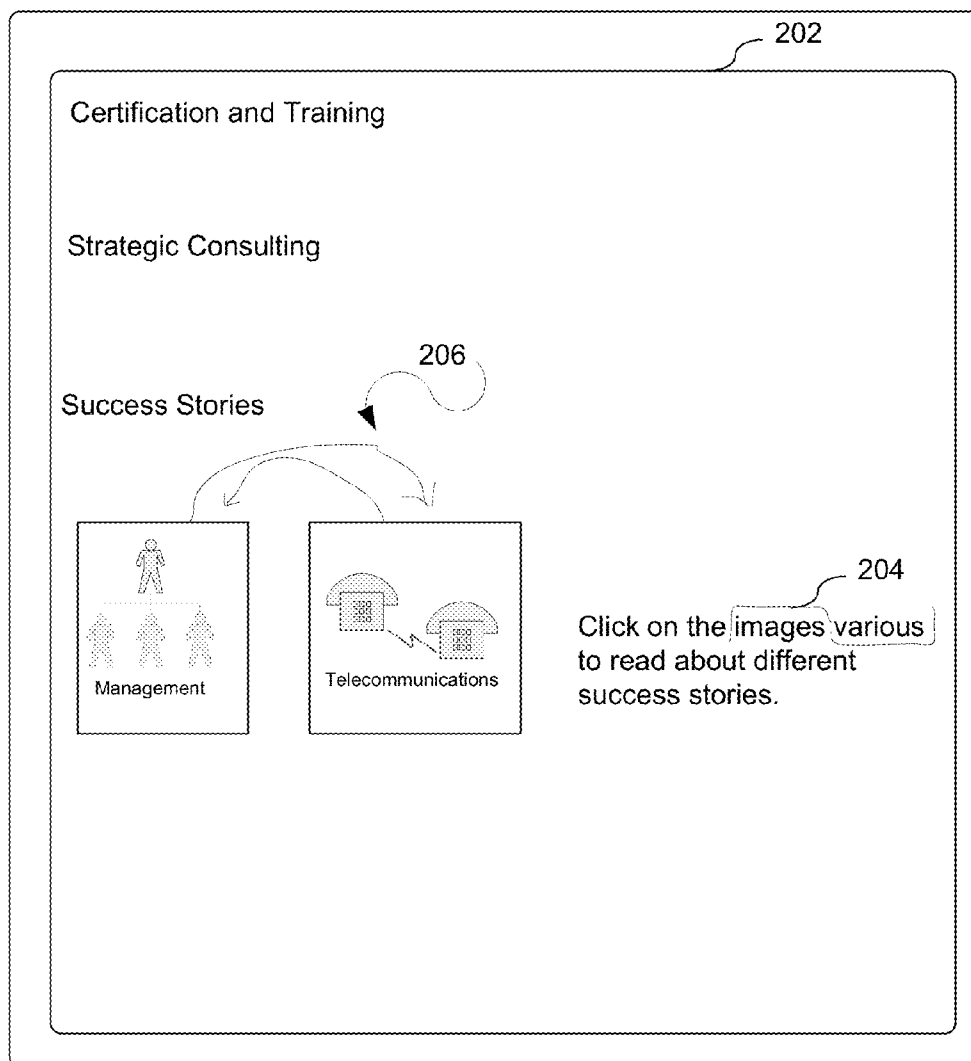 202
Certification and Training
Strategic Consulting
206
Success Stories
204
Click on the images various
to read about different
success stories.
Management
Telecommunications